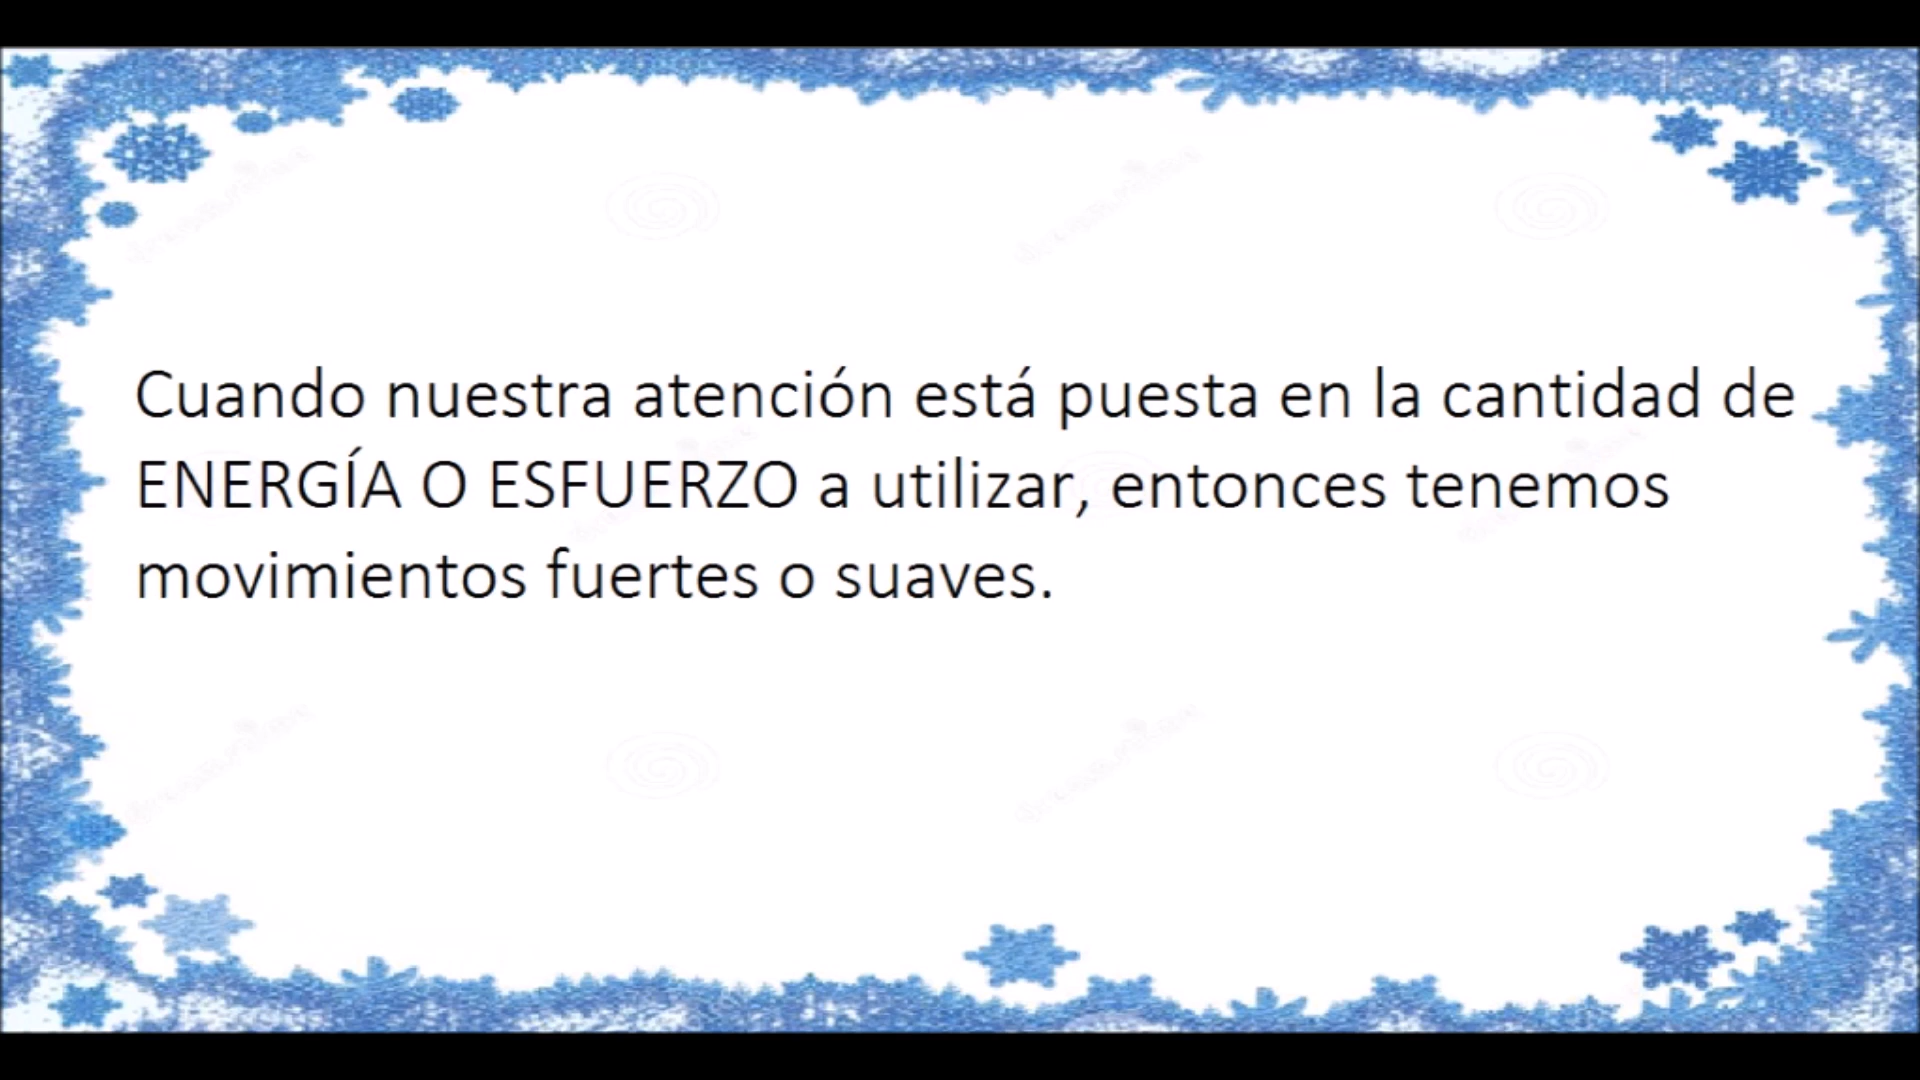 Cuando nuestra atención está puesta en la cantidad de
ENERGÍA O ESFUERZO a utilizar, entonces tenemos
movimientos fuertes o suaves.